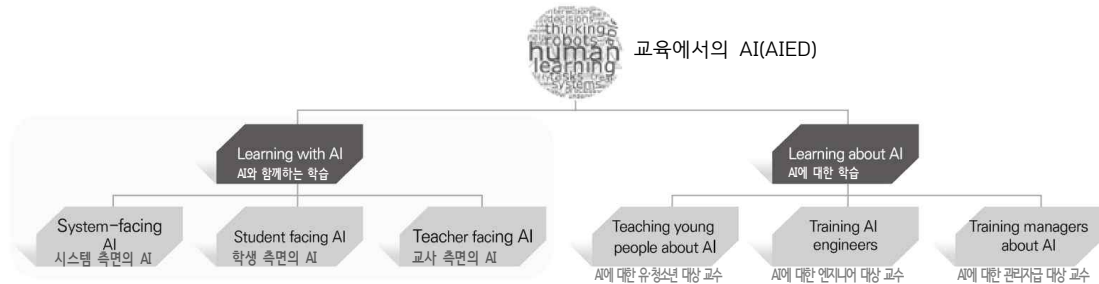 interaction
decisions
thinking
robots
human
learning
tasks
systems
교육에서의 AI(AIED)
Learning with AI
AI와 함께하는 학습
Learning about AI
AI에 대한 학습
System-facing
AI
시스템 측면의 AI
Student facing AI
학생 측면의 AI
Teacher facing AI
교사 측면의 AI
Teaching young
people about AI
AI에 대한 유·청소년 대상 교수
Training AI
engineers
AI에 대한 엔지니어 대상 교수
Training managers
about AI
AI에 대한 관리자급 대상 교수